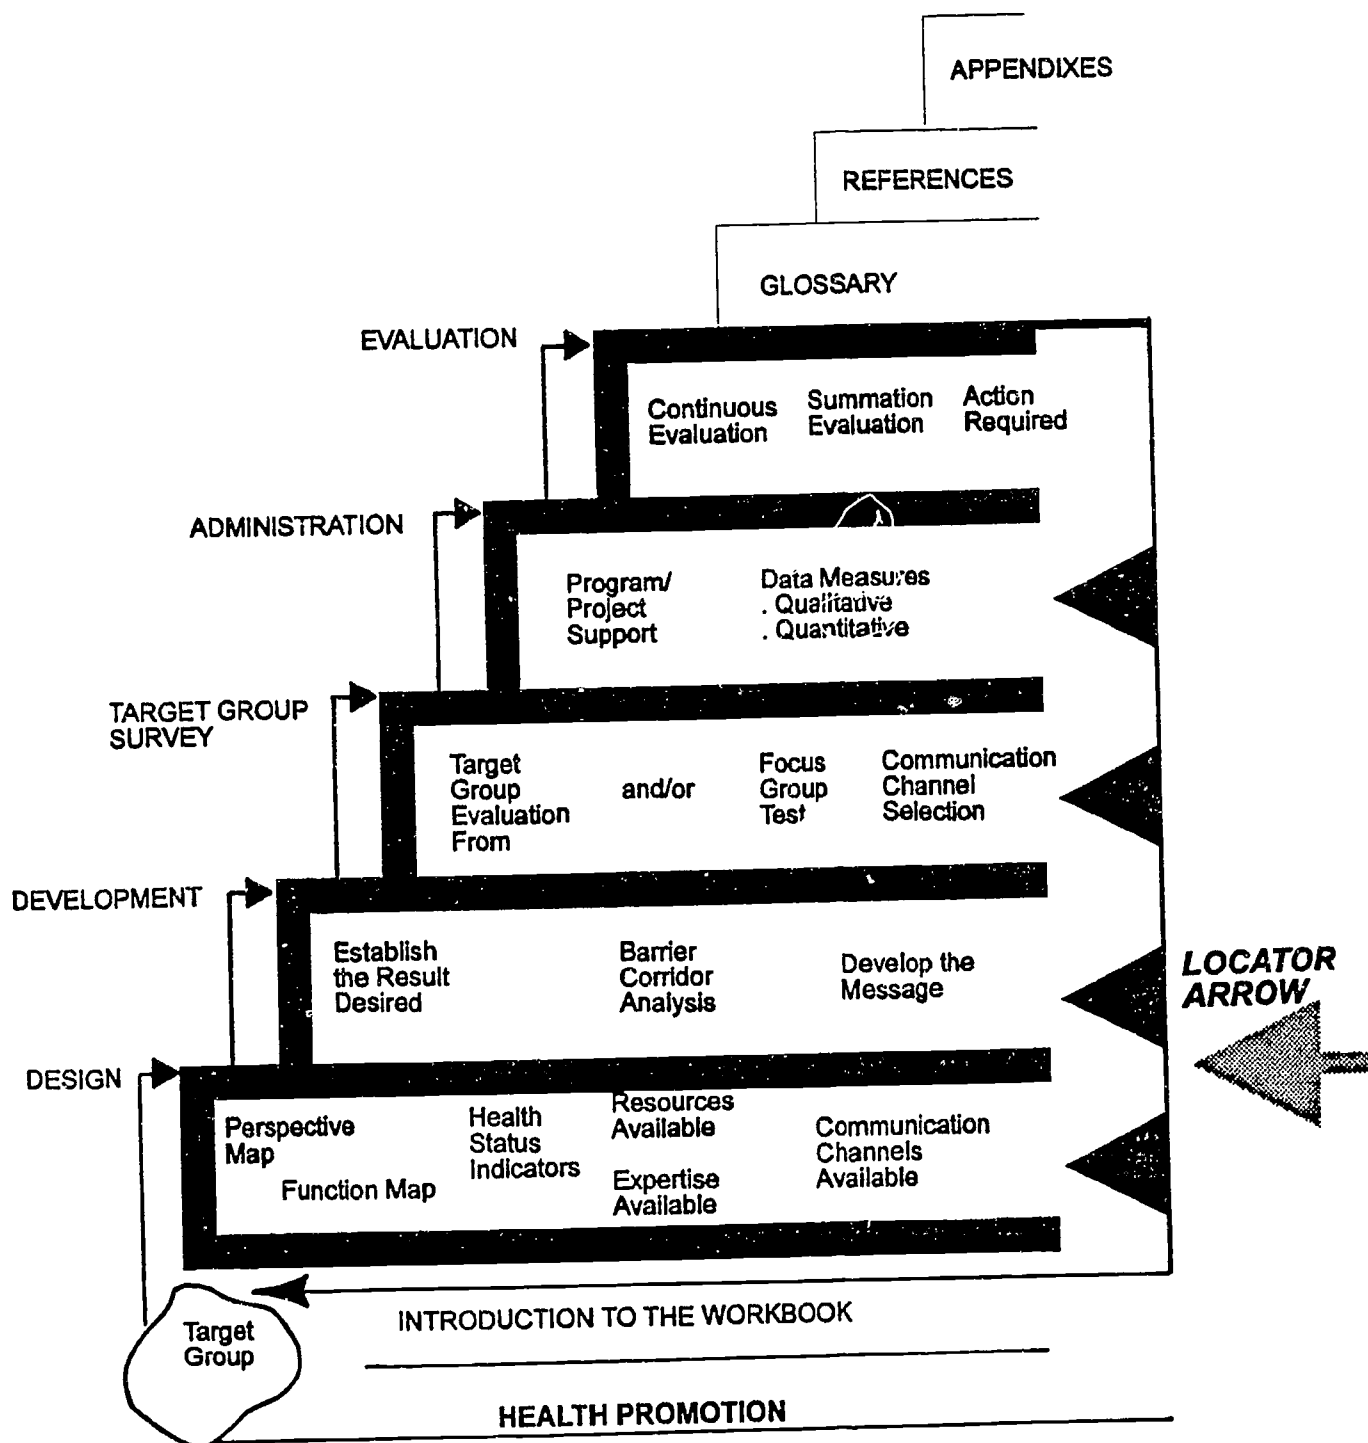 APPENDIXES
REFERENCES
GLOSSARY
EVALUATION
Continuous
Evaluation
Summation
Evaluation
Action
Required
ADMINISTRATION
Program/
Project
Support
Data Measures
. Qualitative
. Quantitative
TARGET GROUP
SURVEY
Target
Group
Evaluation
From
and/or
Focus
Group
Test
Communication
Channel
Selection
DEVELOPMENT
Establish
the Result
Desired
Barrier
Corridor
Analysis
Develop the
Message
LOCATOR
ARROW
DESIGN
Perspective
Map
Function Map
Health
Status
Indicators
Resources
Available
Expertise
Available
Communication
Channels
Available
Target
Group
INTRODUCTION TO THE WORKBOOK
HEALTH PROMOTION